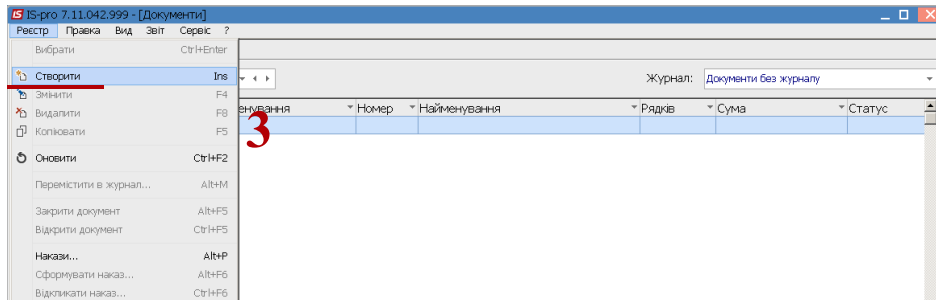 IS-pro 7.11.042.999 - [Документи]
Реєстр Правка Вид Звіт Сервіс ?
Вибрати Ctrl+Enter
Створити Ins
Журнал: Документи без журналу
Змінити F4
енування Номер Найменування Рядків Сума Статус
Видалити F8
3
Копіювати F5
Оновити Ctrl+F2
Перемістити в журнал... Alt+M
Закрити документ Alt+F5
Відкрити документ Ctrl+F5
Накази... Alt+P
Сформувати наказ... Alt+F6
Відкликати наказ... Ctrl+F6